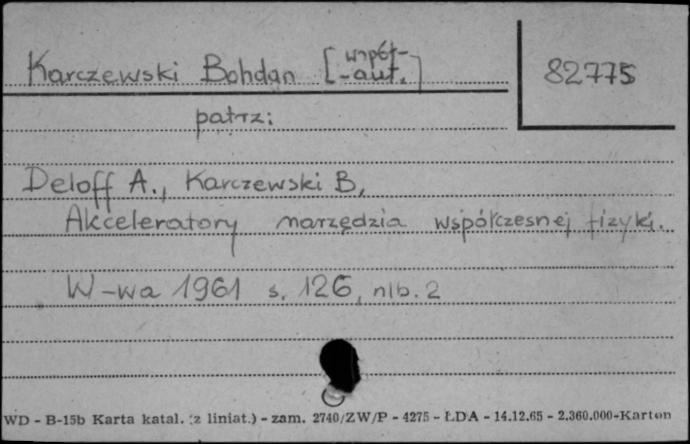 Karczewski Bohdan [współ-
-aut.]
82775
patrz:
Deloff A., Karczewski B,
Akceleratory narzędzia współczesnej fizyki.
W-wa 1961 s. 126, nlb. 2
WD - B-15b Karta katal. (z liniat.) - zam. 2740/ZW/P - 4275 - ŁDA - 14.12.65 - 2.360.000-Karton